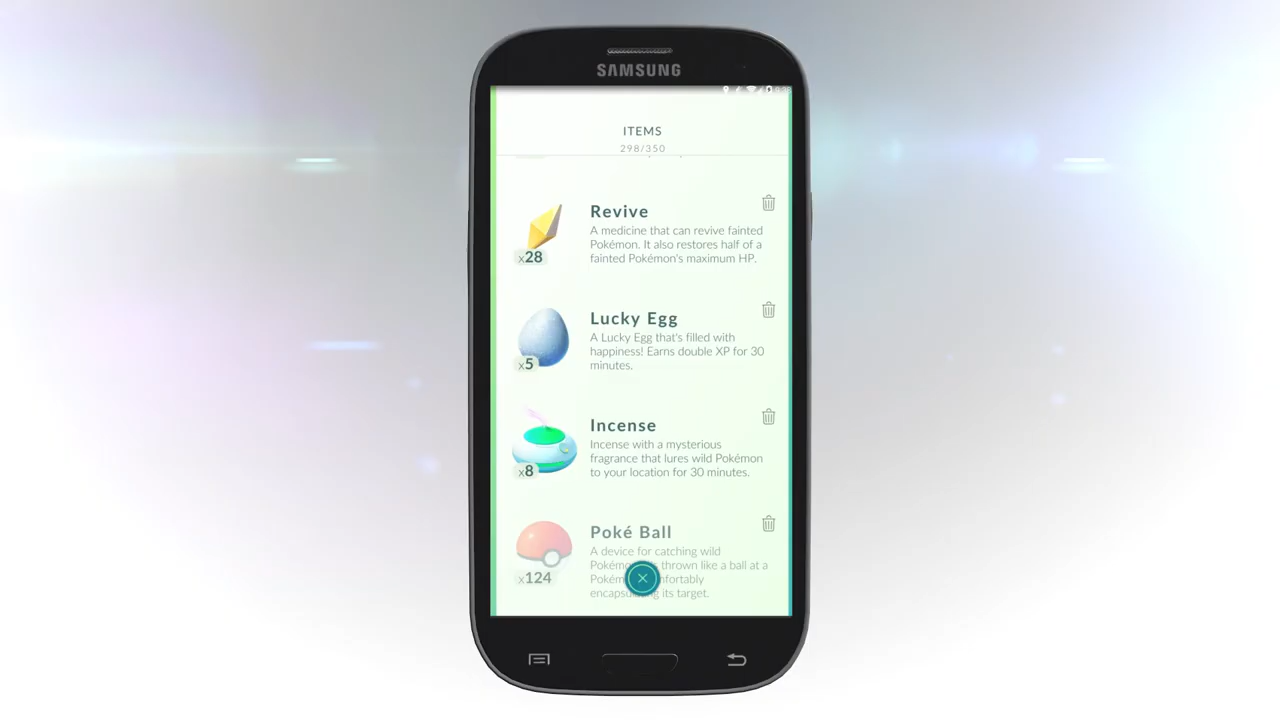 SAMSUNG
ITEMS
298/350
Revive
A medicine that can revive fainted
Pokémon. It also restores half of a
fainted Pokémon's maximum HP.
x28
Lucky Egg
A Lucky Egg that's filled with
happiness! Earns double XP for 30
minutes.
x5
Incense
Incense with a mysterious
fragrance that lures wild Pokémon
to your location for 30 minutes.
x8
Poké Ball
A device for catching wild
thrown like a ball at a
x124
its target.